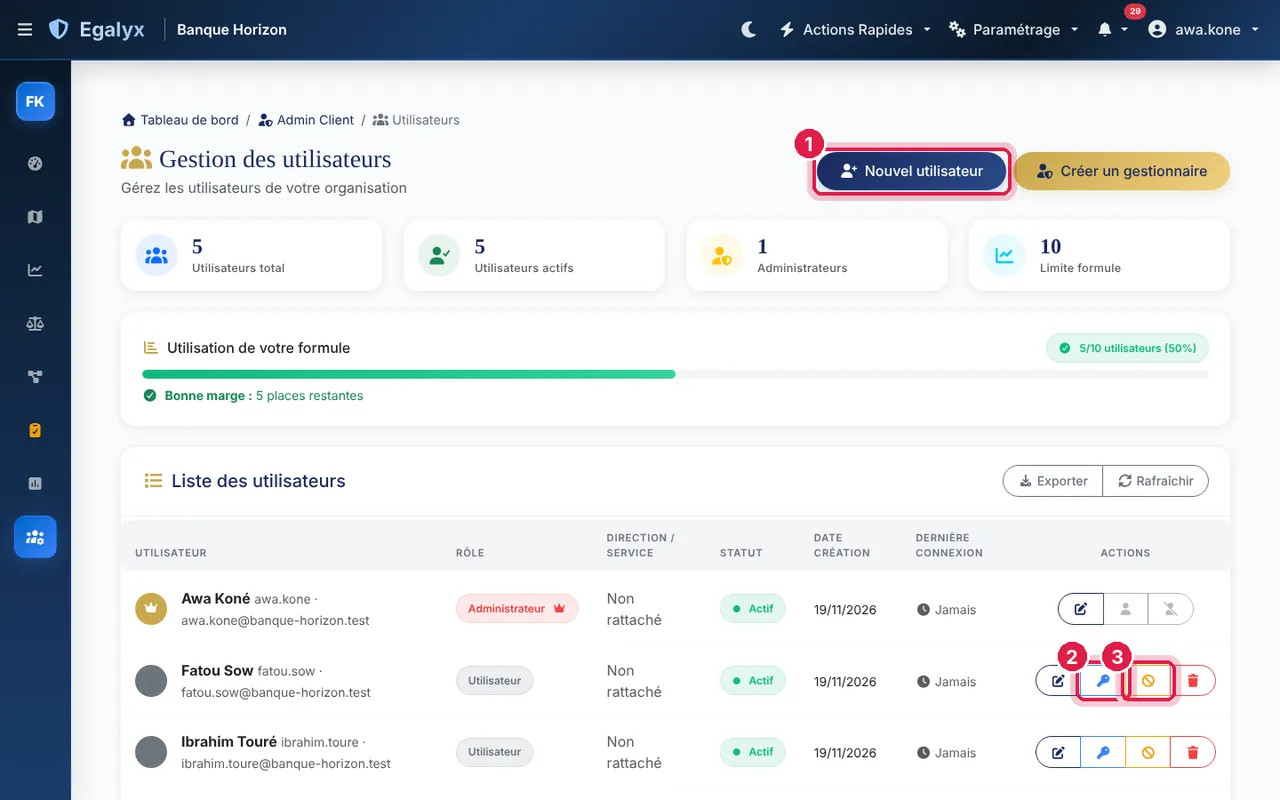 Egalyx
Banque Horizon
Actions Rapides
Paramétrage
29
awa.kone
FK
Tableau de bord / Admin Client / Utilisateurs
Gestion des utilisateurs
Gérez les utilisateurs de votre organisation
1
Nouvel utilisateur
Créer un gestionnaire
5
Utilisateurs total
5
Utilisateurs actifs
1
Administrateurs
10
Limite formule
Utilisation de votre formule
5/10 utilisateurs (50%)
Bonne marge : 5 places restantes
Liste des utilisateurs
Exporter
Rafraîchir
UTILISATEUR
RÔLE
DIRECTION /
SERVICE
STATUT
DATE
CRÉATION
DERNIÈRE
CONNEXION
ACTIONS
Awa Koné awa.kone ·
awa.kone@banque-horizon.test
Administrateur
Non
rattaché
Actif
19/11/2026
Jamais
2
3
Fatou Sow fatou.sow ·
fatou.sow@banque-horizon.test
Utilisateur
Non
rattaché
Actif
19/11/2026
Jamais
Ibrahim Touré ibrahim.toure ·
ibrahim.toure@banque-horizon.test
Utilisateur
Non
rattaché
Actif
19/11/2026
Jamais